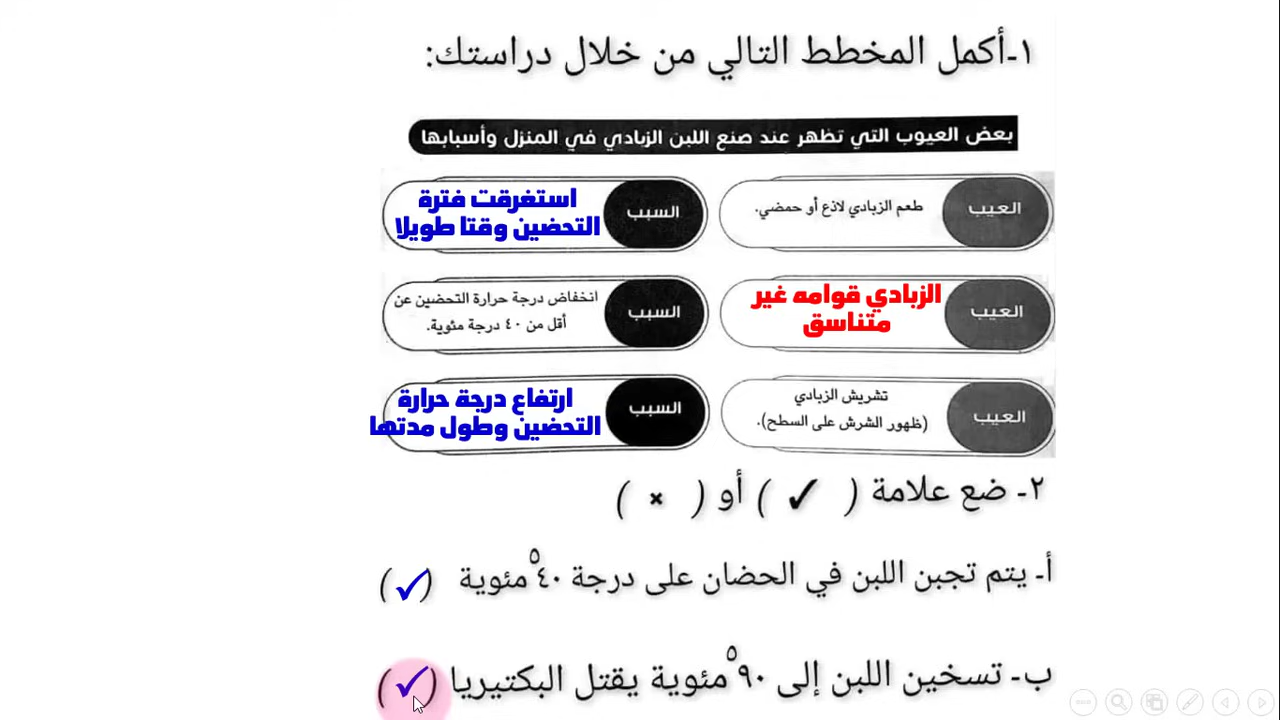 ١- أكمل المخطط التالي من خلال دراستك:
بعض العيوب التي تظهر عند صنع اللبن الزبادي في المنزل وأسبابها
العيب
طعم الزبادي لاذع أو حمضي.
السبب
استغرقت فترة
التحضين وقتا طويلا
العيب
الزبادي قوامه غير
متناسق
السبب
انخفاض درجة حرارة التحضين عن
أقل من ٤٠ درجة مئوية.
العيب
تشريش الزبادي
(ظهور الشرش على السطح).
السبب
ارتفاع درجة حرارة
التحضين وطول مدتها
٢- ضع علامة ( ✓ ) أو ( × )
أ- يتم تجبن اللبن في الحضان على درجة ٤٠ ْ مئوية (✓)
ب- تسخين اللبن إلى ٩٠ ْ مئوية يقتل البكتيريا (✓)